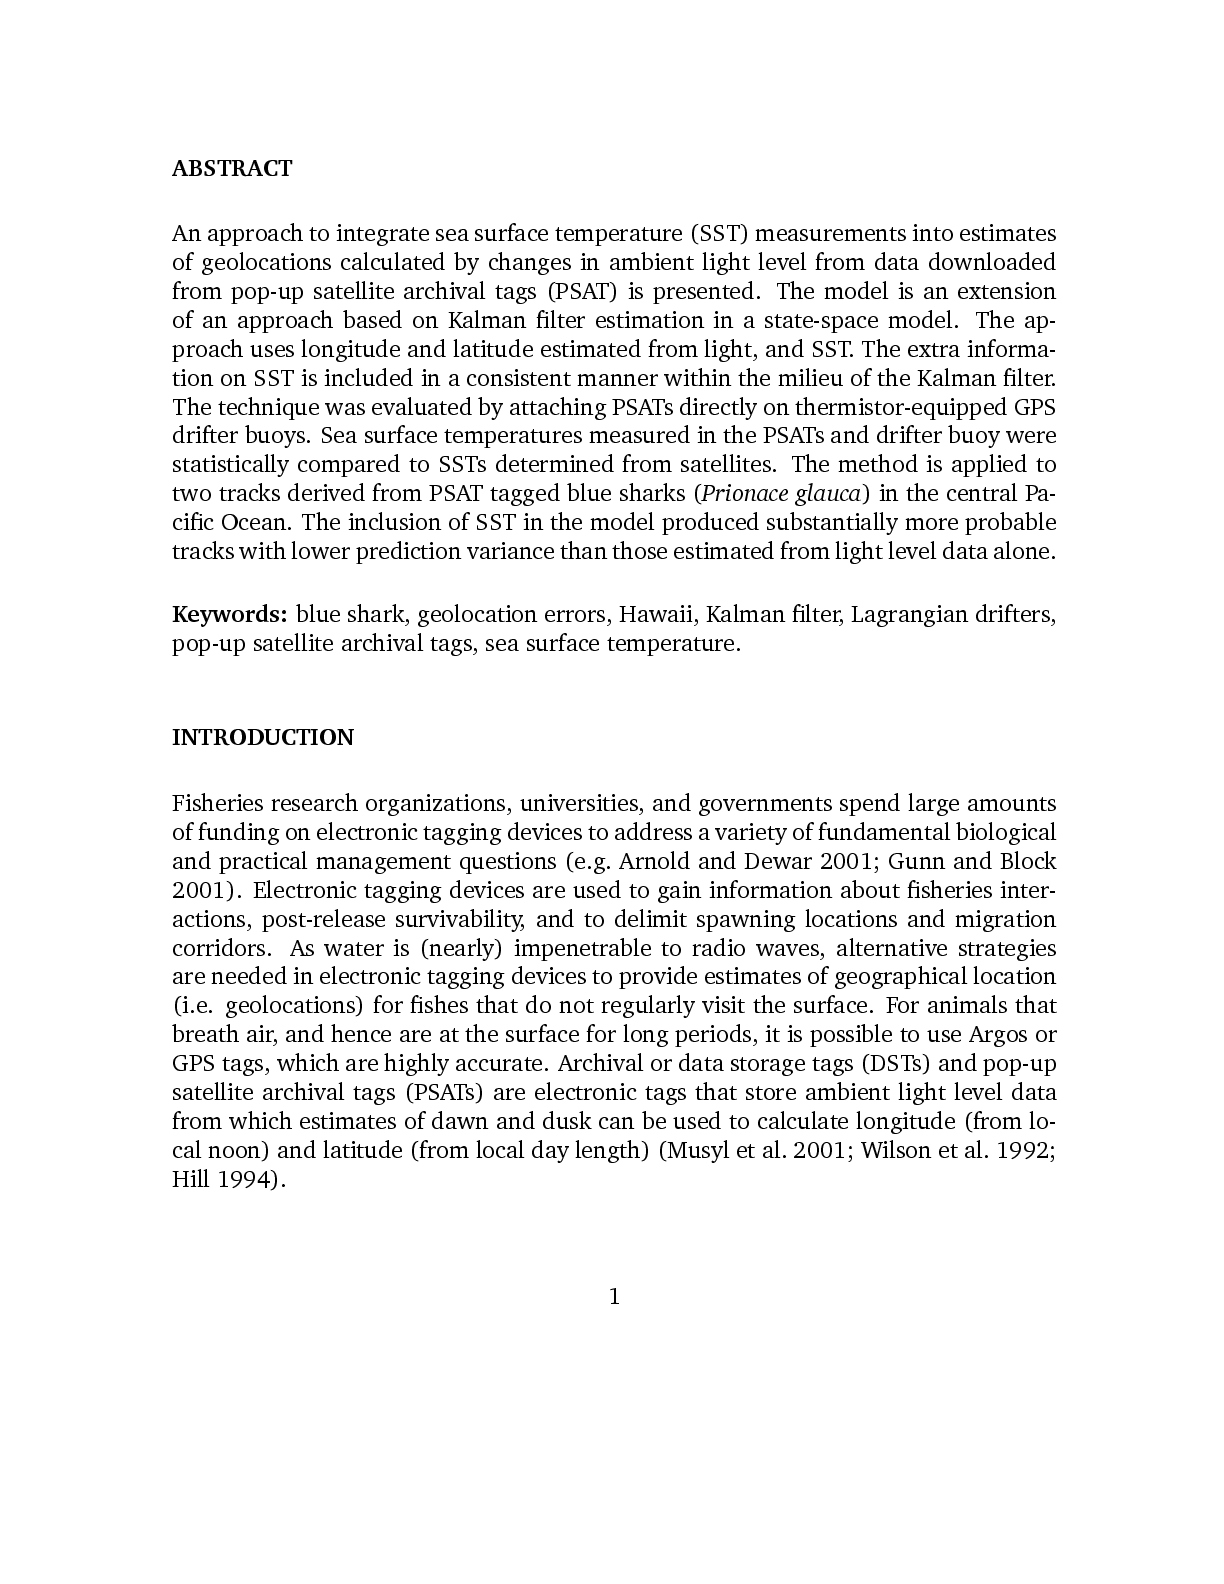 ABSTRACT
An approach to integrate sea surface temperature (SST) measurements into estimates
of geolocations calculated by changes in ambient light level from data downloaded
from pop-up satellite archival tags (PSAT) is presented. The model is an extension
of an approach based on Kalman filter estimation in a state-space model. The ap-
proach uses longitude and latitude estimated from light, and SST. The extra informa-
tion on SST is included in a consistent manner within the milieu of the Kalman filter.
The technique was evaluated by attaching PSATs directly on thermistor-equipped GPS
drifter buoys. Sea surface temperatures measured in the PSATs and drifter buoy were
statistically compared to SSTs determined from satellites. The method is applied to
two tracks derived from PSAT tagged blue sharks (Prionace glauca) in the central Pa-
cific Ocean. The inclusion of SST in the model produced substantially more probable
tracks with lower prediction variance than those estimated from light level data alone.
Keywords: blue shark, geolocation errors, Hawaii, Kalman filter, Lagrangian drifters,
pop-up satellite archival tags, sea surface temperature.
INTRODUCTION
Fisheries research organizations, universities, and governments spend large amounts
of funding on electronic tagging devices to address a variety of fundamental biological
and practical management questions (e.g. Arnold and Dewar 2001; Gunn and Block
2001). Electronic tagging devices are used to gain information about fisheries inter-
actions, post-release survivability, and to delimit spawning locations and migration
corridors. As water is (nearly) impenetrable to radio waves, alternative strategies
are needed in electronic tagging devices to provide estimates of geographical location
(i.e. geolocations) for fishes that do not regularly visit the surface. For animals that
breath air, and hence are at the surface for long periods, it is possible to use Argos or
GPS tags, which are highly accurate. Archival or data storage tags (DSTs) and pop-up
satellite archival tags (PSATs) are electronic tags that store ambient light level data
from which estimates of dawn and dusk can be used to calculate longitude (from lo-
cal noon) and latitude (from local day length) (Musyl et al. 2001; Wilson et al. 1992;
Hill 1994).
1